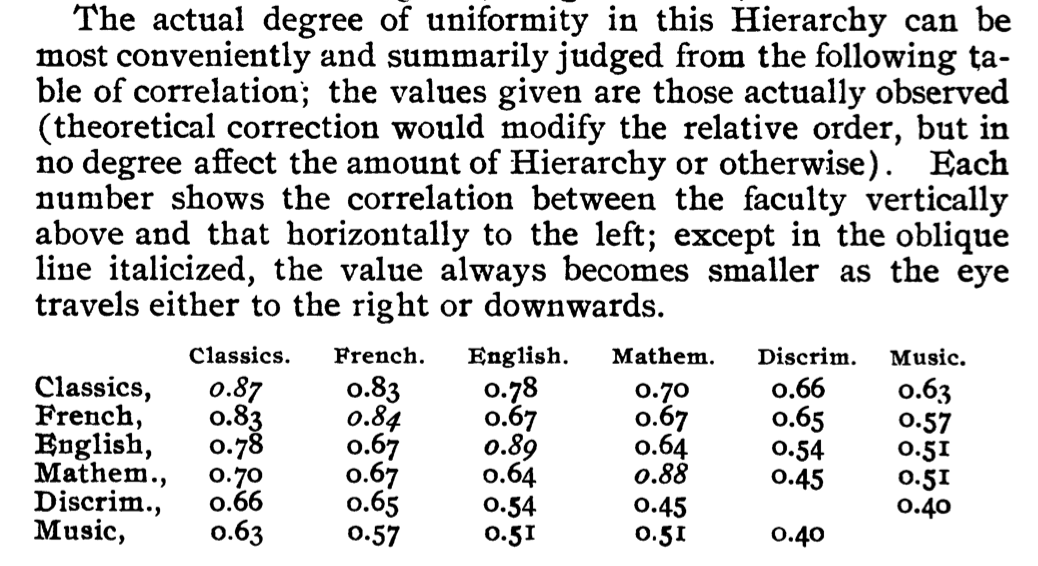 The actual degree of uniformity in this Hierarchy can be
most conveniently and summarily judged from the following ta-
ble of correlation; the values given are those actually observed
(theoretical correction would modify the relative order, but in
no degree affect the amount of Hierarchy or otherwise). Each
number shows the correlation between the faculty vertically
above and that horizontally to the left; except in the oblique
line italicized, the value always becomes smaller as the eye
travels either to the right or downwards.
Classics. French. English. Mathem. Discrim. Music.
Classics, 0.87 0.83 0.78 0.70 0.66 0.63
French, 0.83 0.84 0.67 0.67 0.65 0.57
English, 0.78 0.67 0.89 0.64 0.54 0.51
Mathem., 0.70 0.67 0.64 0.88 0.45 0.51
Discrim., 0.66 0.65 0.54 0.45 0.40
Music, 0.63 0.57 0.51 0.51 0.40